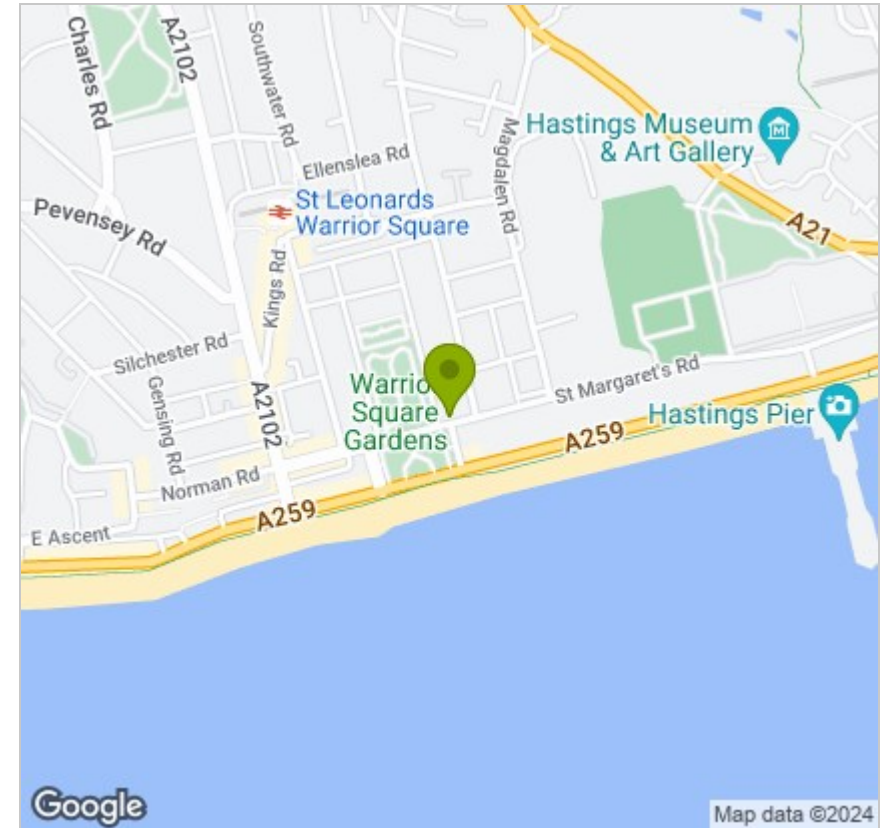 A2102
Charles Rd
Southwater Rd
Hastings Museum
& Art Gallery
Magdalen Rd
Ellenslea Rd
St Leonards
Warrior Square
Pevensey Rd
A21
Kings Rd
Silchester Rd
Gensing Rd
A2102
Warrior
Square
Gardens
St Margaret's Rd
Hastings Pier
A259
Norman Rd
A259
E Ascent
Google
Map data ©2024